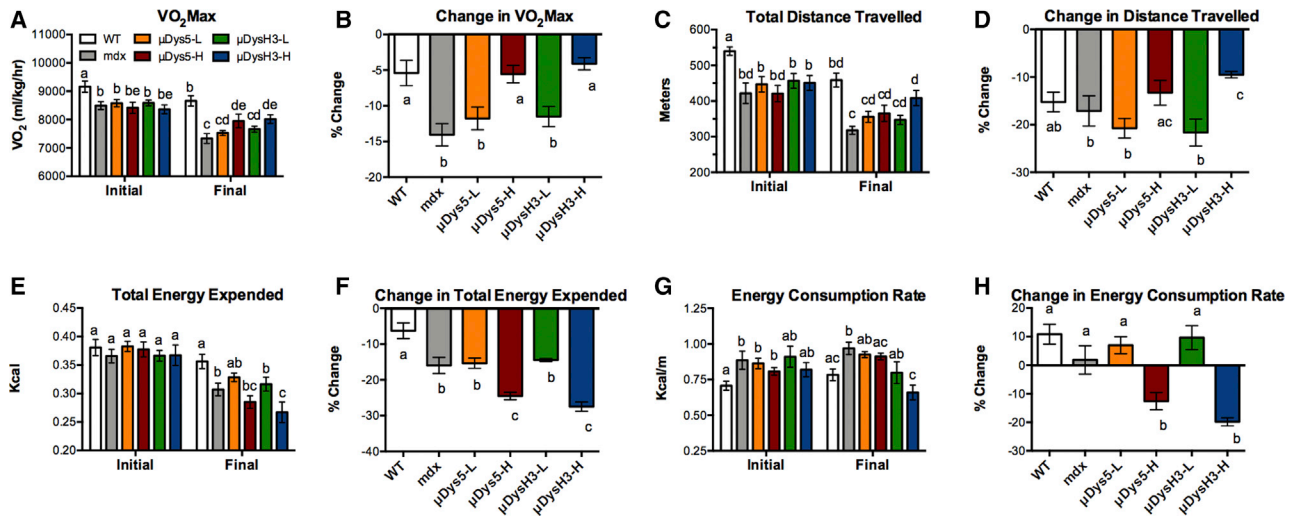 A
VO2Max
VO2 (ml/kg/hr)
11000
10000
9000
8000
7000
6000
WT
mdx
µDys5-L
µDys5-H
µDysH3-L
µDysH3-H
a
b
b
be
b
be
b
c
cd
de
cd
de
Initial
Final
B
Change in VO2Max
% Change
0
-5
-10
-15
-20
a
b
b
a
b
a
WT
mdx
µDys5-L
µDys5-H
µDysH3-L
µDysH3-H
C
Total Distance Travelled
Meters
600
500
400
300
200
a
bd
b
bd
b
b
bd
c
cd
cd
cd
d
Initial
Final
D
Change in Distance Travelled
% Change
0
-10
-20
-30
ab
b
b
ac
b
c
WT
mdx
µDys5-L
µDys5-H
µDysH3-L
µDysH3-H
E
Total Energy Expended
Kcal
0.45
0.40
0.35
0.30
0.25
0.20
a
a
a
a
a
a
a
b
ab
bc
b
c
Initial
Final
F
Change in Total Energy Expended
% Change
0
-10
-20
-30
-40
a
b
b
c
b
c
WT
mdx
µDys5-L
µDys5-H
µDysH3-L
µDysH3-H
G
Energy Consumption Rate
Kcal/m
1.25
1.00
0.75
0.50
a
b
b
b
ab
ab
ac
b
ab
ac
ab
c
Initial
Final
H
Change in Energy Consumption Rate
% Change
20
10
0
-10
-20
-30
a
a
a
b
a
b
WT
mdx
µDys5-L
µDys5-H
µDysH3-L
µDysH3-H